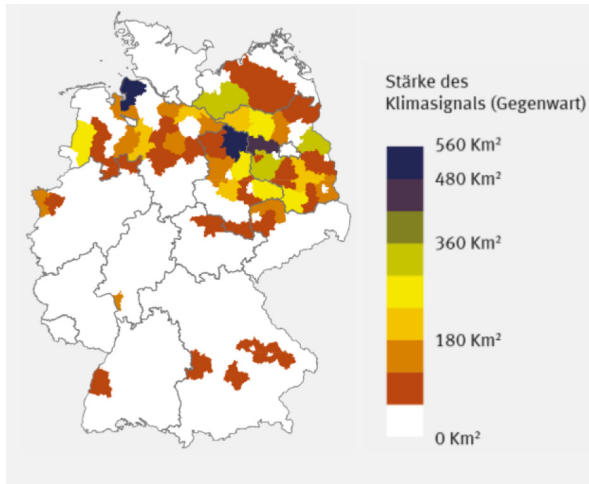 Stärke des
Klimasignals (Gegenwart)
560 Km²
480 Km²
360 Km²
180 Km²
0 Km²